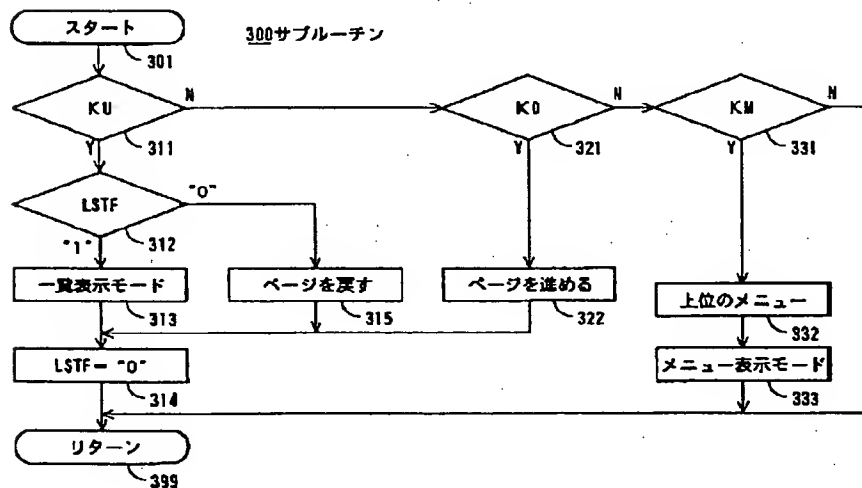 スタート
300サブルーチン
301
KU
N
KD
N
KM
N
311
Y
321
Y
331
Y
LSTF
"0"
312
"1"
一覧表示モード
ページを戻す
ページを進める
上位のメニュー
313
315
322
332
LSTF= "0"
メニュー表示モード
314
333
リターン
399